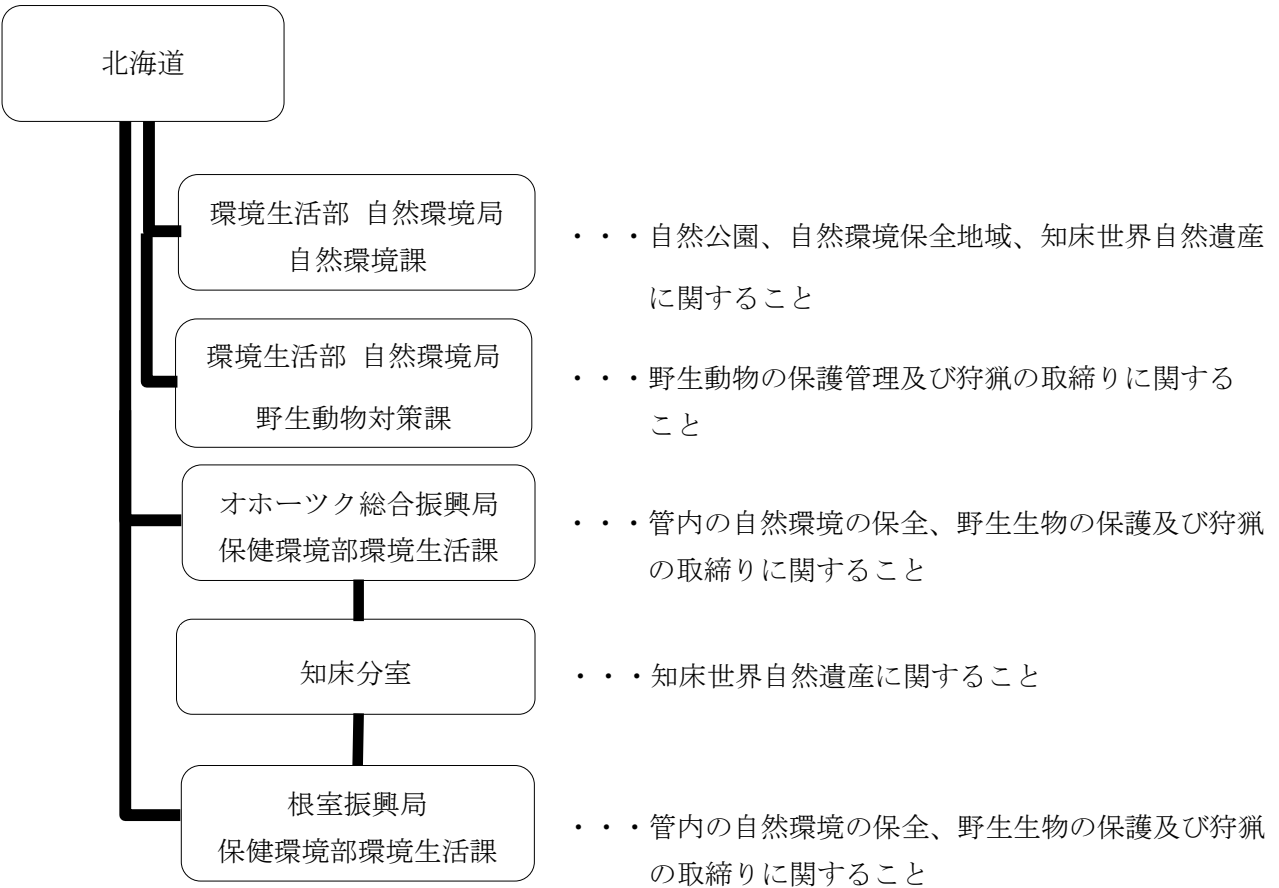 北海道
環境生活部 自然環境局
自然環境課
・・・自然公園、自然環境保全地域、知床世界自然遺産
に関すること
環境生活部 自然環境局
野生動物対策課
・・・野生動物の保護管理及び狩猟の取締りに関する
こと
オホーツク総合振興局
保健環境部環境生活課
・・・管内の自然環境の保全、野生生物の保護及び狩猟
の取締りに関すること
知床分室
・・・知床世界自然遺産に関すること
根室振興局
保健環境部環境生活課
・・・管内の自然環境の保全、野生生物の保護及び狩猟
の取締りに関すること